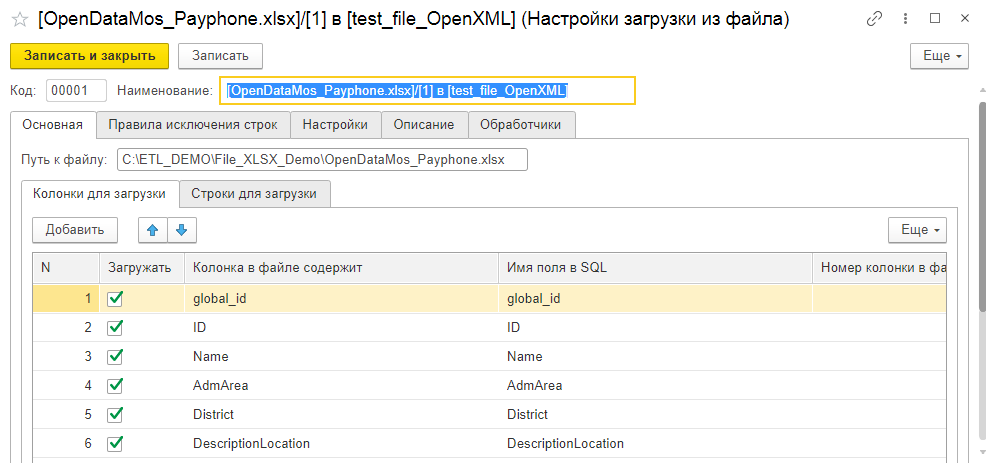 [OpenDataMos_Payphone.xlsx]/[1] в [test_file_OpenXML] (Настройки загрузки из файла)
Записать и закрыть Записать Еще
Код: 00001 Наименование: [OpenDataMos_Payphone.xlsx]/[1] в [test_file_OpenXML]
Основная Правила исключения строк Настройки Описание Обработчики
Путь к файлу: C:\ETL_DEMO\File_XLSX_Demo\OpenDataMos_Payphone.xlsx
Колонки для загрузки Строки для загрузки
Добавить Еще
N Загружать Колонка в файле содержит Имя поля в SQL Номер колонки в фа
1 global_id global_id
2 ID ID
3 Name Name
4 AdmArea AdmArea
5 District District
6 DescriptionLocation DescriptionLocation